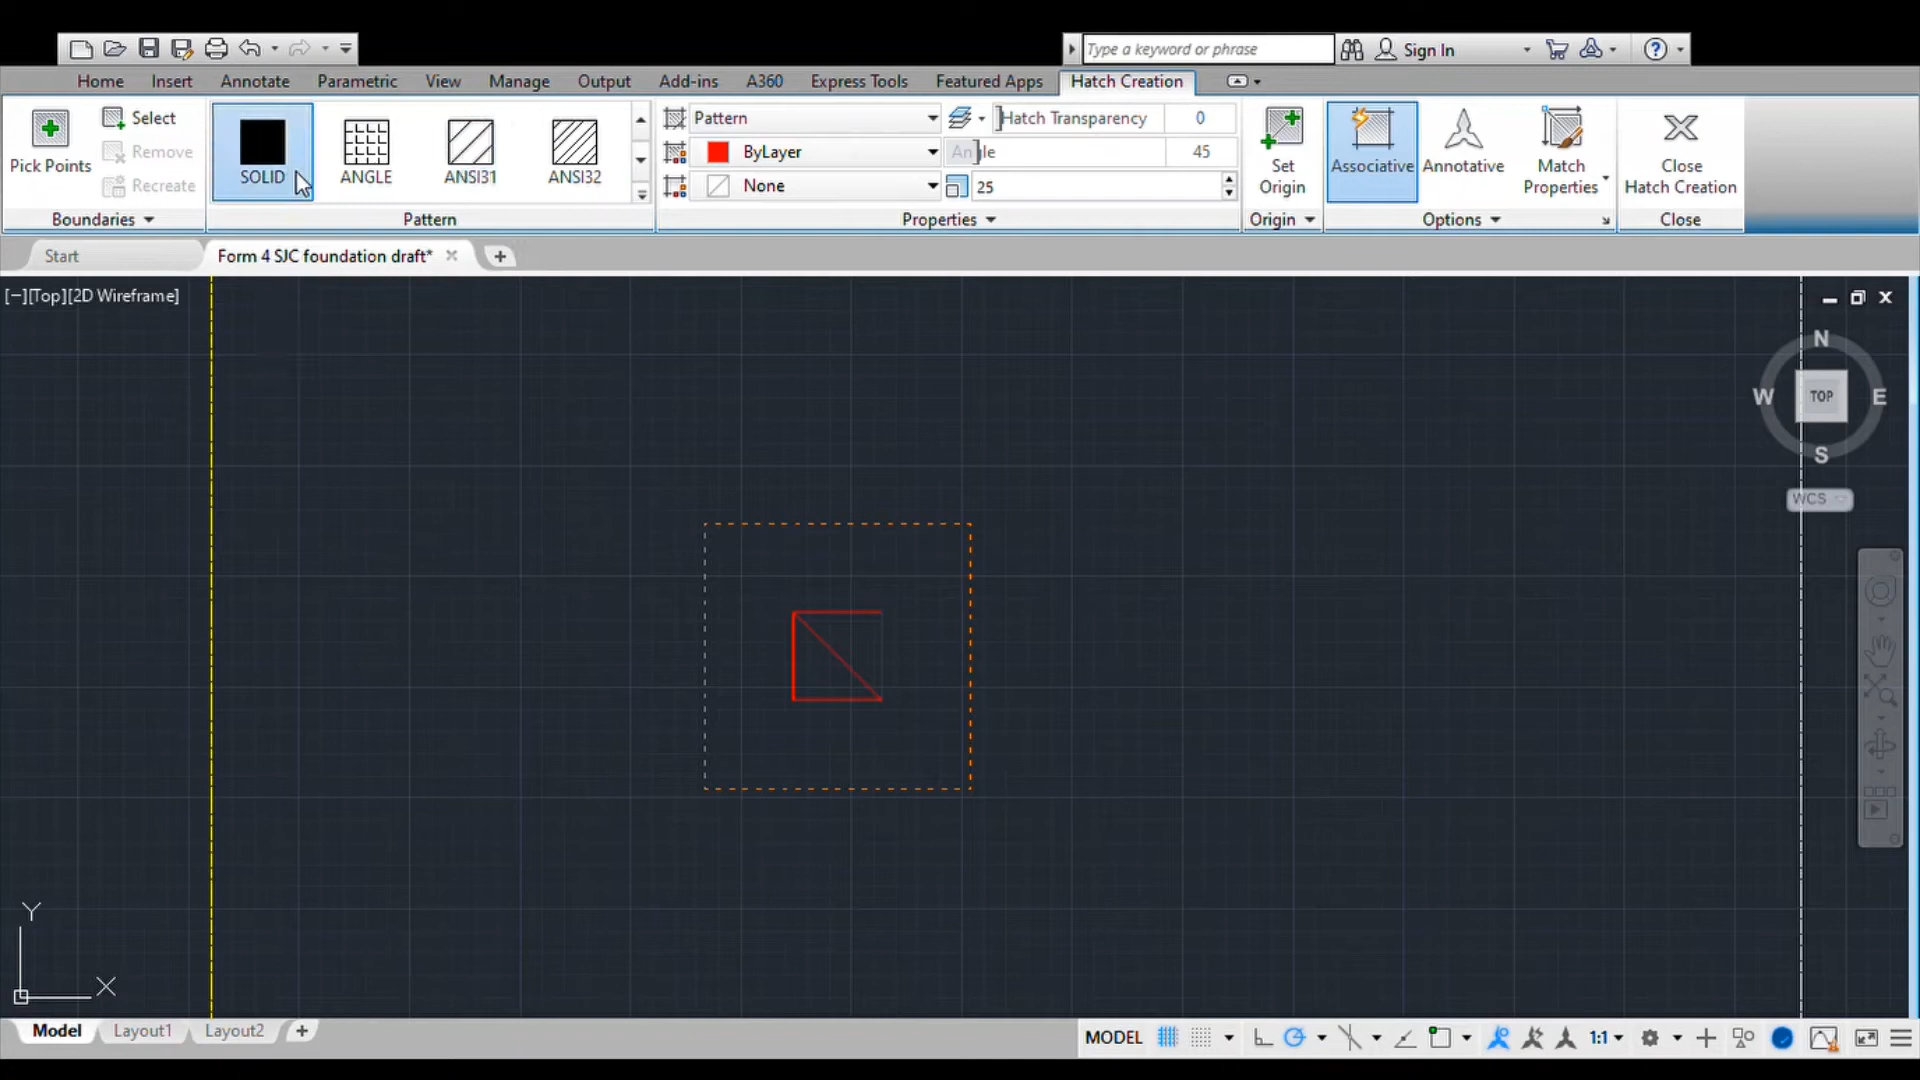 Type a keyword or phrase
Sign In
Home Insert Annotate Parametric View Manage Output Add-ins A360 Express Tools Featured Apps Hatch Creation
Pick Points
Select
Remove
Recreate
Boundaries
SOLID
ANGLE
ANSI31
ANSI32
Pattern
Pattern
ByLayer
None
Hatch Transparency 0
Angle 45
25
Properties
Set
Origin
Origin
Associative
Annotative
Match
Properties
Options
Close
Hatch Creation
Close
Start
Form 4 SJC foundation draft*
[−][Top][2D Wireframe]
N
W
TOP
E
S
WCS
Y
X
Model
Layout1
Layout2
MODEL
1:1